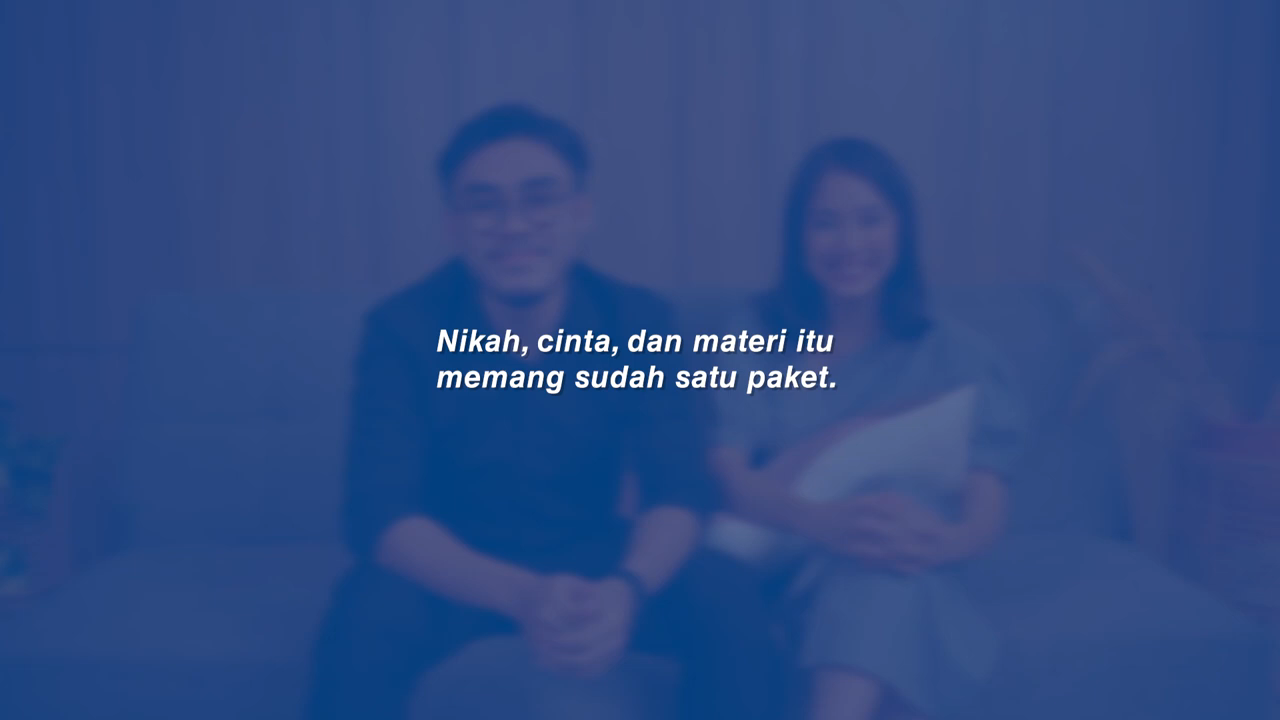 Nikah, cinta, dan materi itu
memang sudah satu paket.